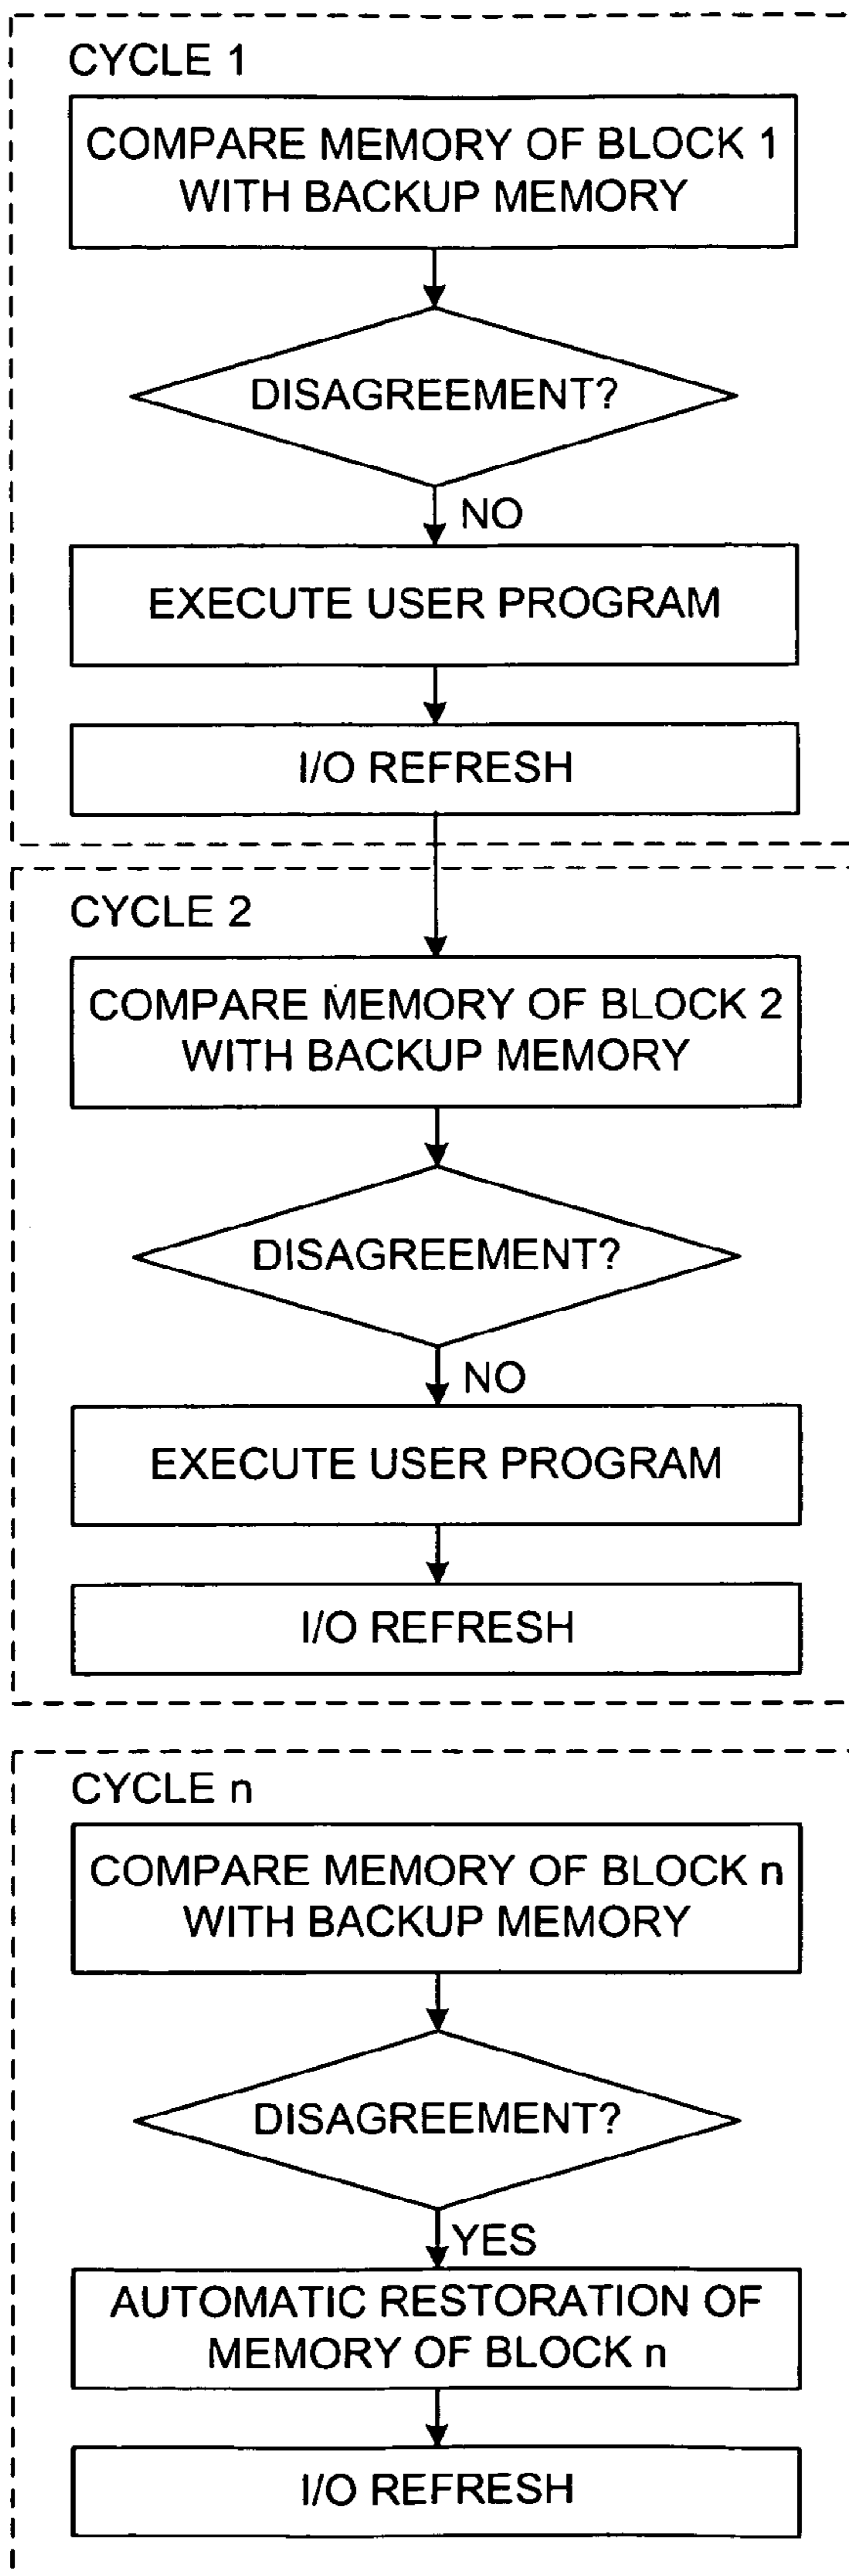 CYCLE 1
COMPARE MEMORY OF BLOCK 1
WITH BACKUP MEMORY
DISAGREEMENT?
NO
EXECUTE USER PROGRAM
I/O REFRESH
CYCLE 2
COMPARE MEMORY OF BLOCK 2
WITH BACKUP MEMORY
DISAGREEMENT?
NO
EXECUTE USER PROGRAM
I/O REFRESH
CYCLE n
COMPARE MEMORY OF BLOCK n
WITH BACKUP MEMORY
DISAGREEMENT?
YES
AUTOMATIC RESTORATION OF
MEMORY OF BLOCK n
I/O REFRESH